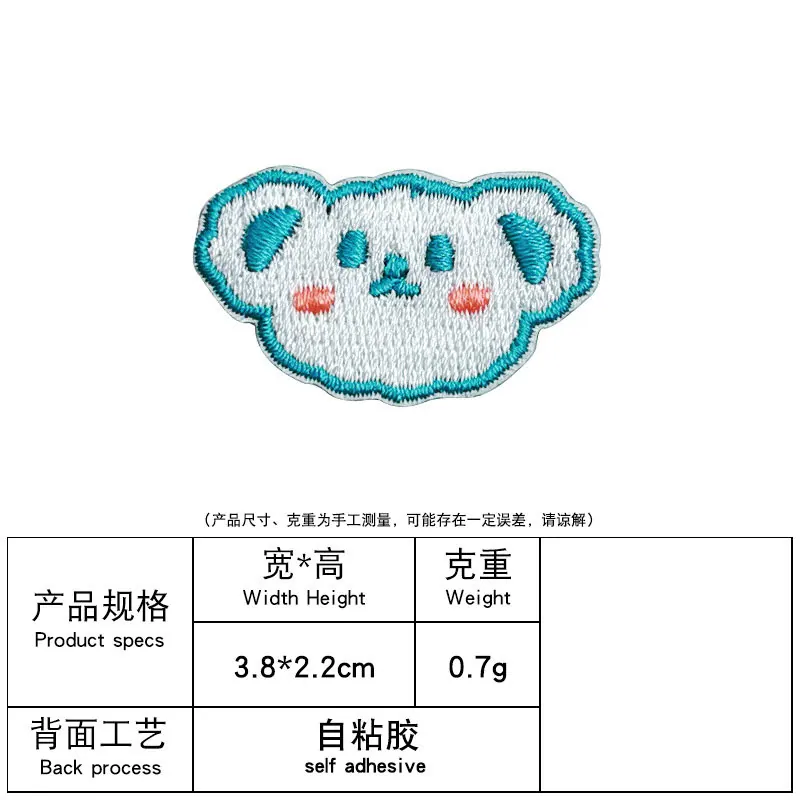 （产品尺寸、克重为手工测量，可能存在一定误差，请谅解）
产品规格
Product specs
宽*高
Width Height
克重
Weight
3.8*2.2cm
0.7g
背面工艺
Back process
自粘胶
self adhesive